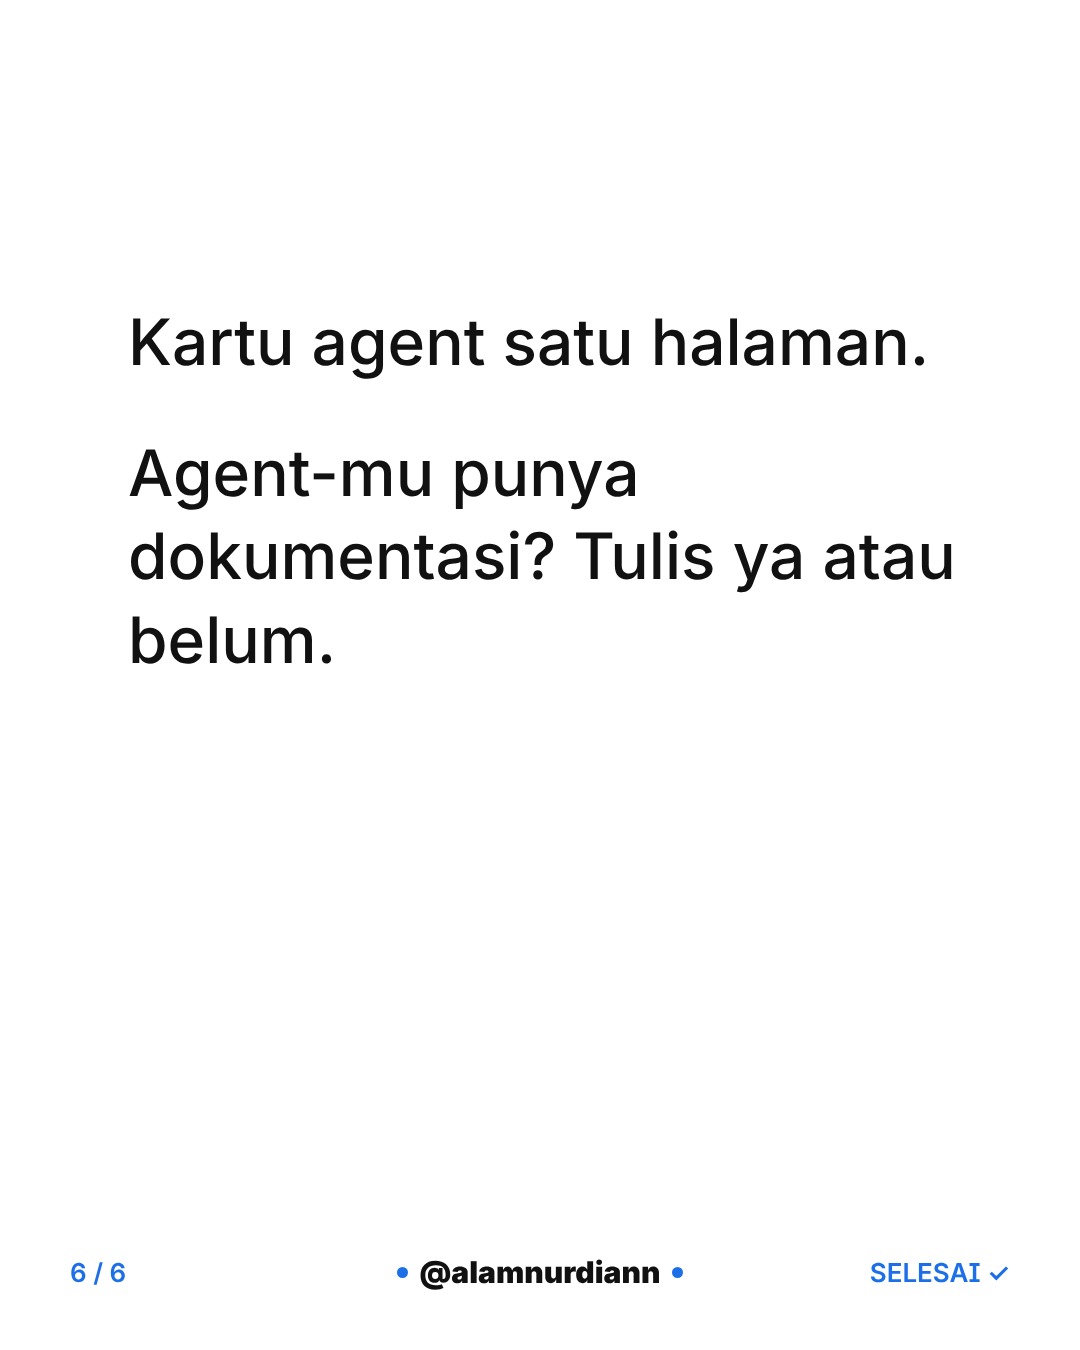 Kartu agent satu halaman.
Agent-mu punya
dokumentasi? Tulis ya atau
belum.
6 / 6
• @alamnurdiann •
SELESAI ✓